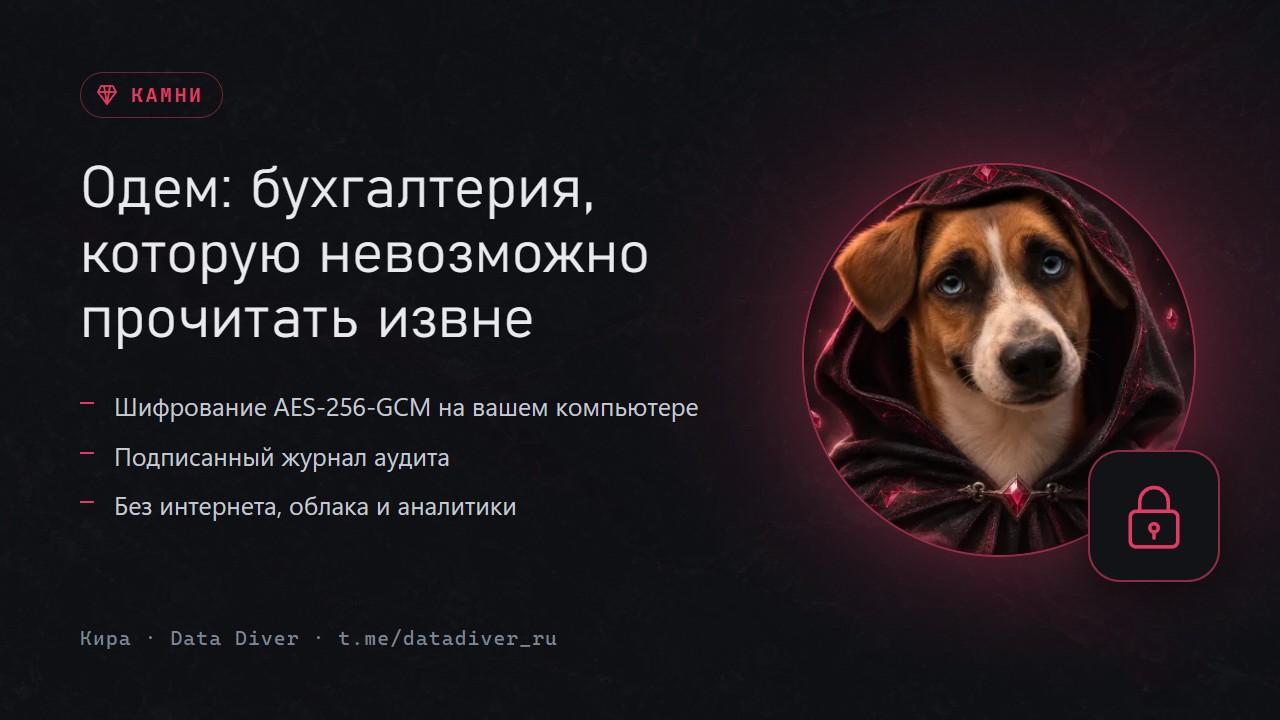 КАМНИ
Одем: бухгалтерия,
которую невозможно
прочитать извне
Шифрование AES-256-GCM на вашем компьютере
Подписанный журнал аудита
Без интернета, облака и аналитики
Кира · Data Diver · t.me/datadiver_ru